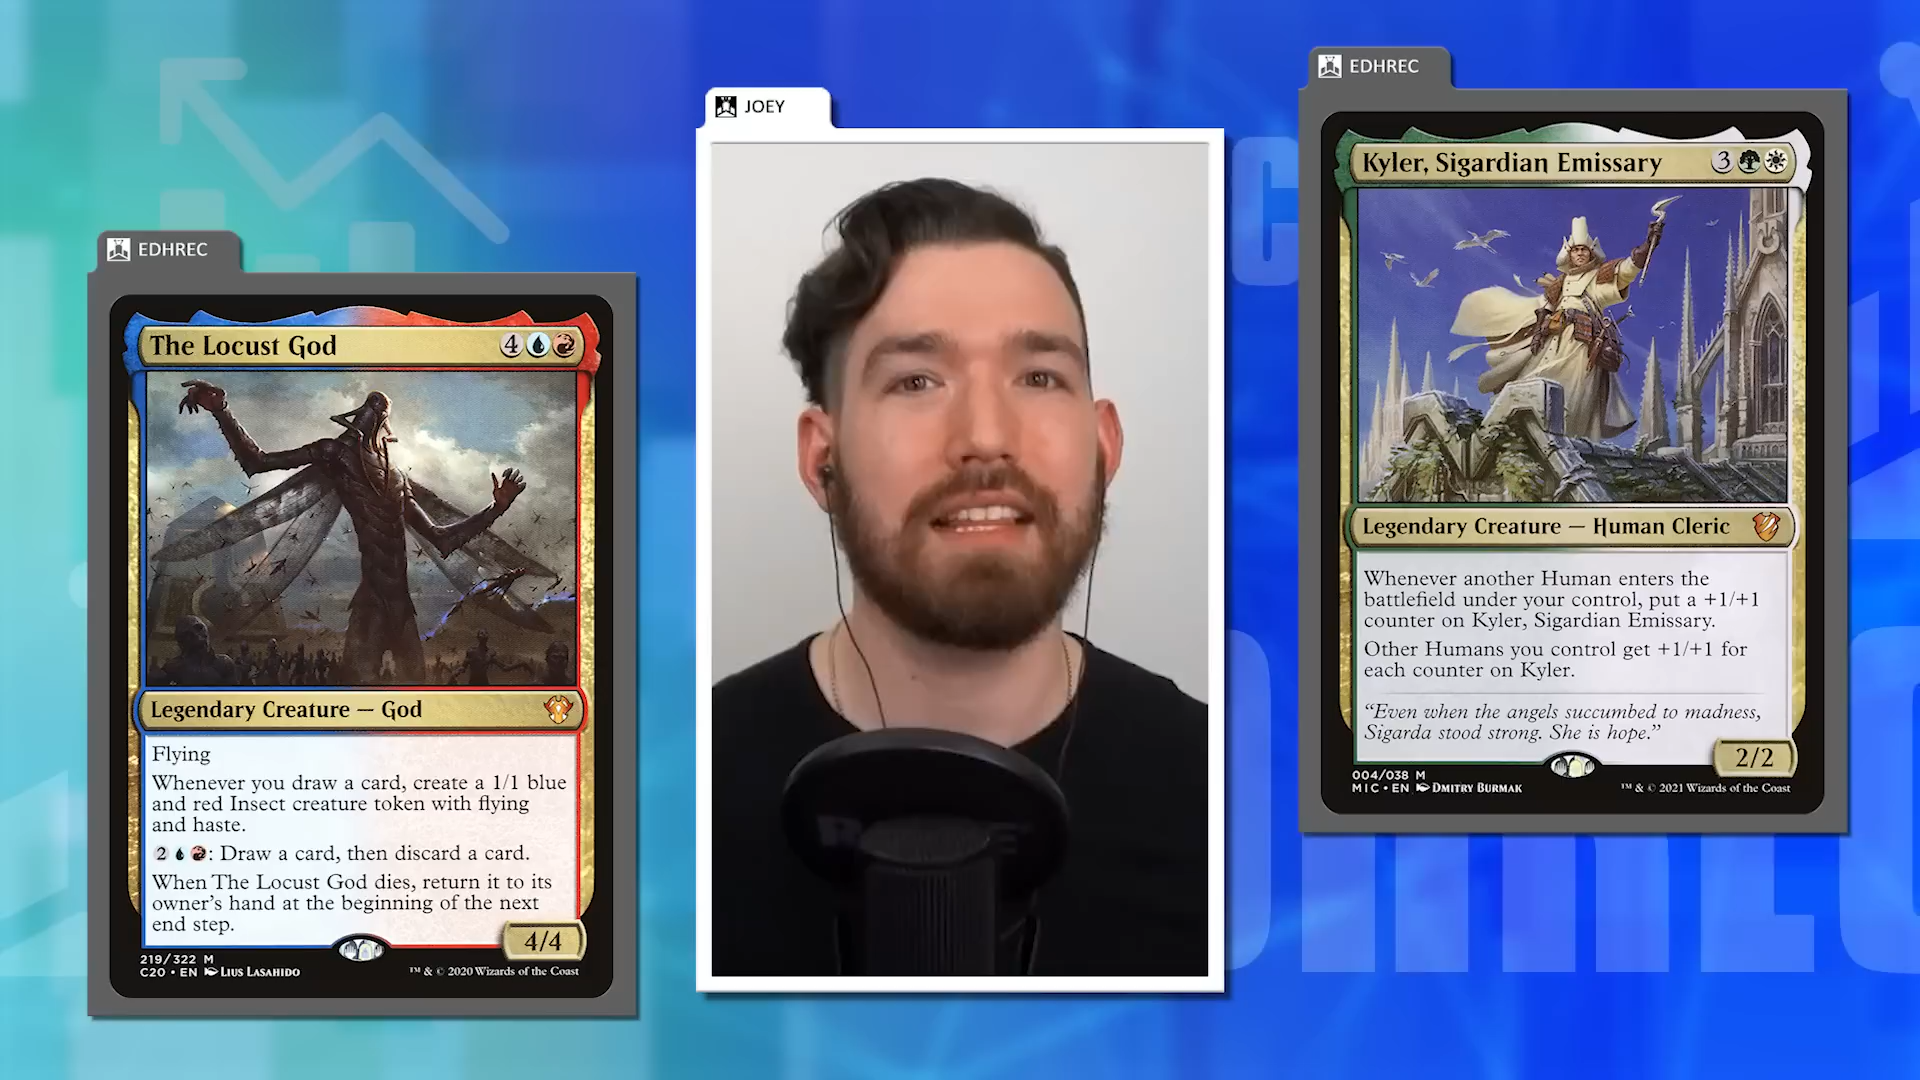 EDHREC
The Locust God 4
Legendary Creature — God
Flying
Whenever you draw a card, create a 1/1 blue
and red Insect creature token with flying
and haste.
2 : Draw a card, then discard a card.
When The Locust God dies, return it to its
owner's hand at the beginning of the next
end step.
4/4
219/322 M
C20 • EN Lius Lasahido
™ & © 2020 Wizards of the Coast
JOEY
EDHREC
Kyler, Sigardian Emissary 3
Legendary Creature — Human Cleric
Whenever another Human enters the
battlefield under your control, put a +1/+1
counter on Kyler, Sigardian Emissary.
Other Humans you control get +1/+1 for
each counter on Kyler.
"Even when the angels succumbed to madness,
Sigarda stood strong. She is hope."
2/2
004/038 M
MIC • EN Dmitry Burmak
™ & © 2021 Wizards of the Coast